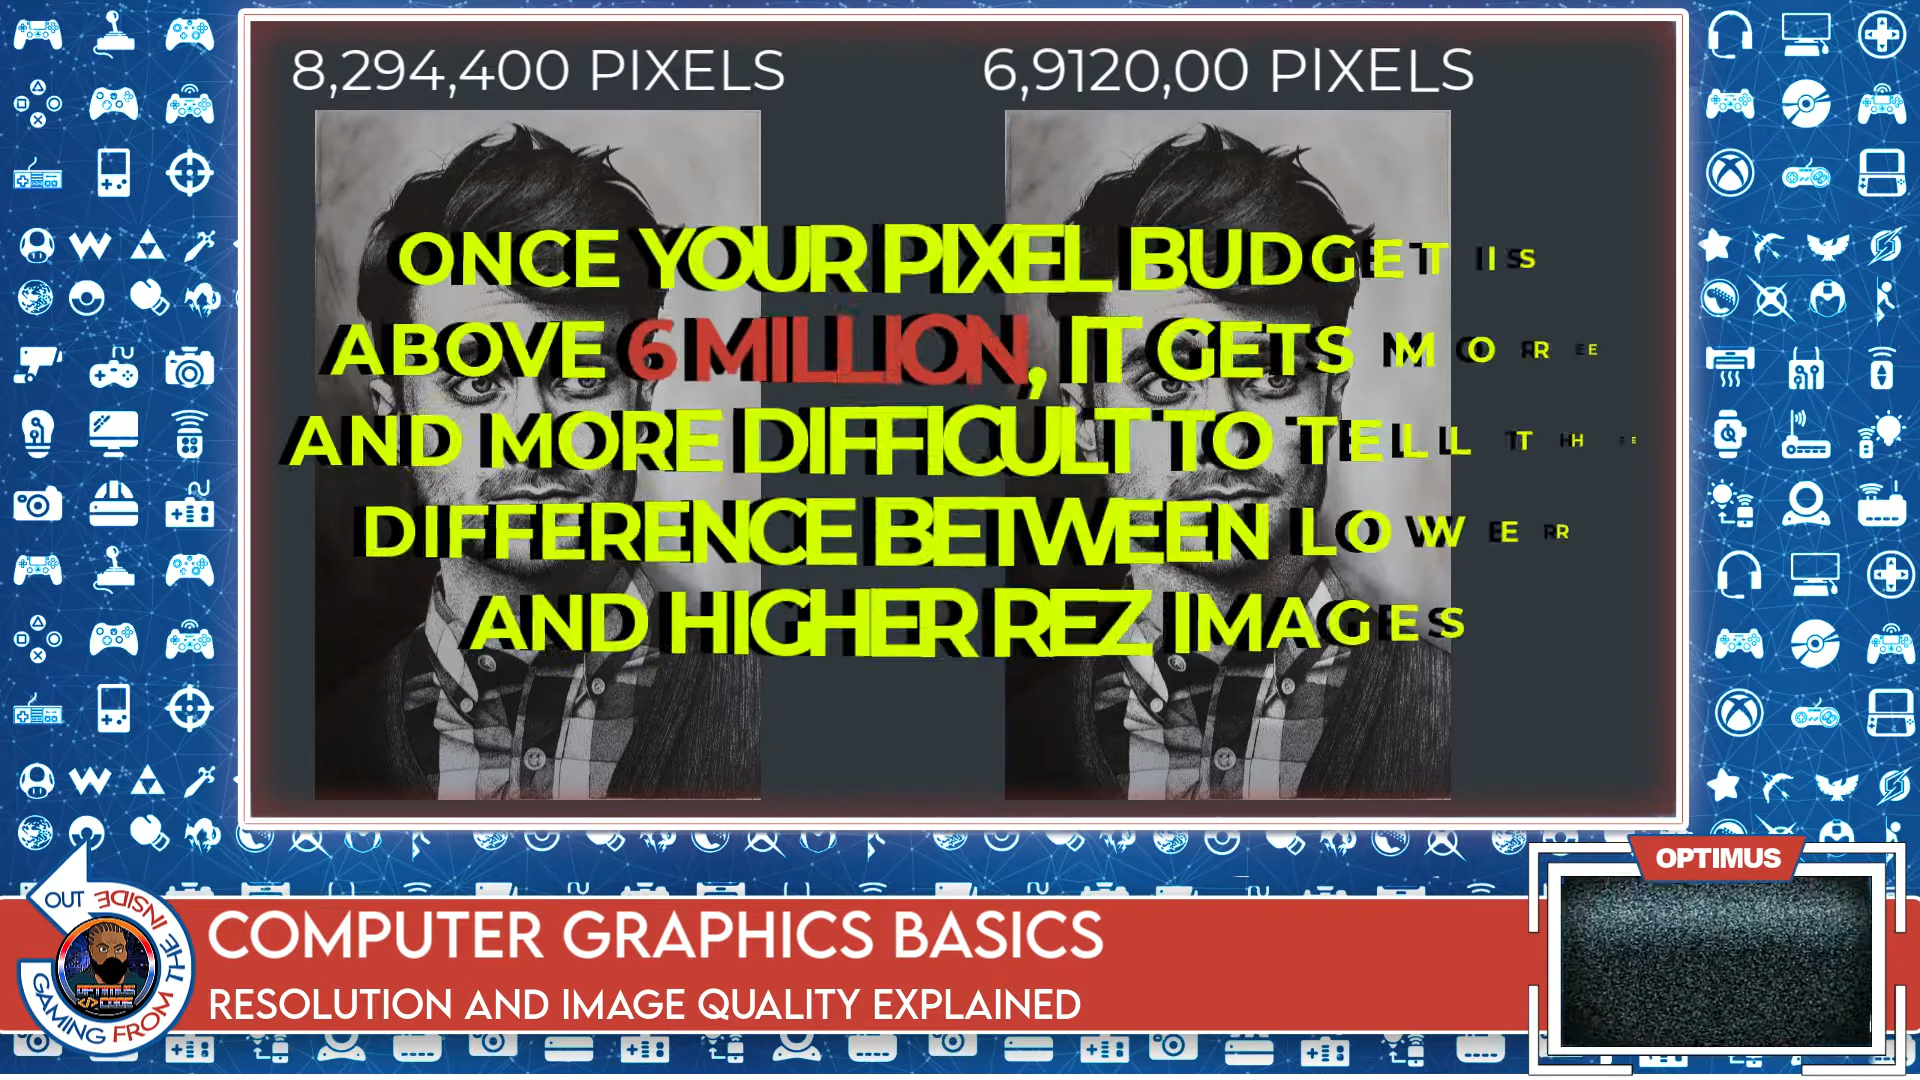 8,294,400 PIXELS
6,9120,00 PIXELS
ONCE YOUR PIXEL BUDGET IS
ABOVE 6 MILLION, IT GETS MORE
AND MORE DIFFICULT TO TELL THE
DIFFERENCE BETWEEN LOWER
AND HIGHER REZ IMAGES
OPTIMUS
GAMING FROM THE INSIDE OUT
OPTIMUS
CODE
COMPUTER GRAPHICS BASICS
RESOLUTION AND IMAGE QUALITY EXPLAINED